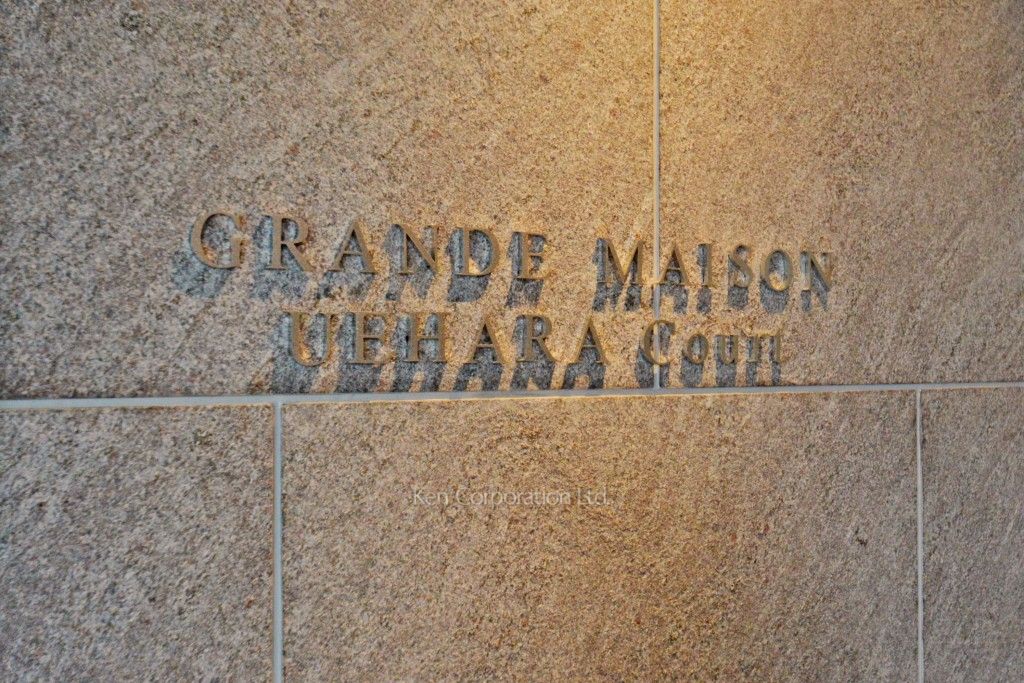 GRANDE MAISON
UEHARA COURT
Ken Corporation Ltd.